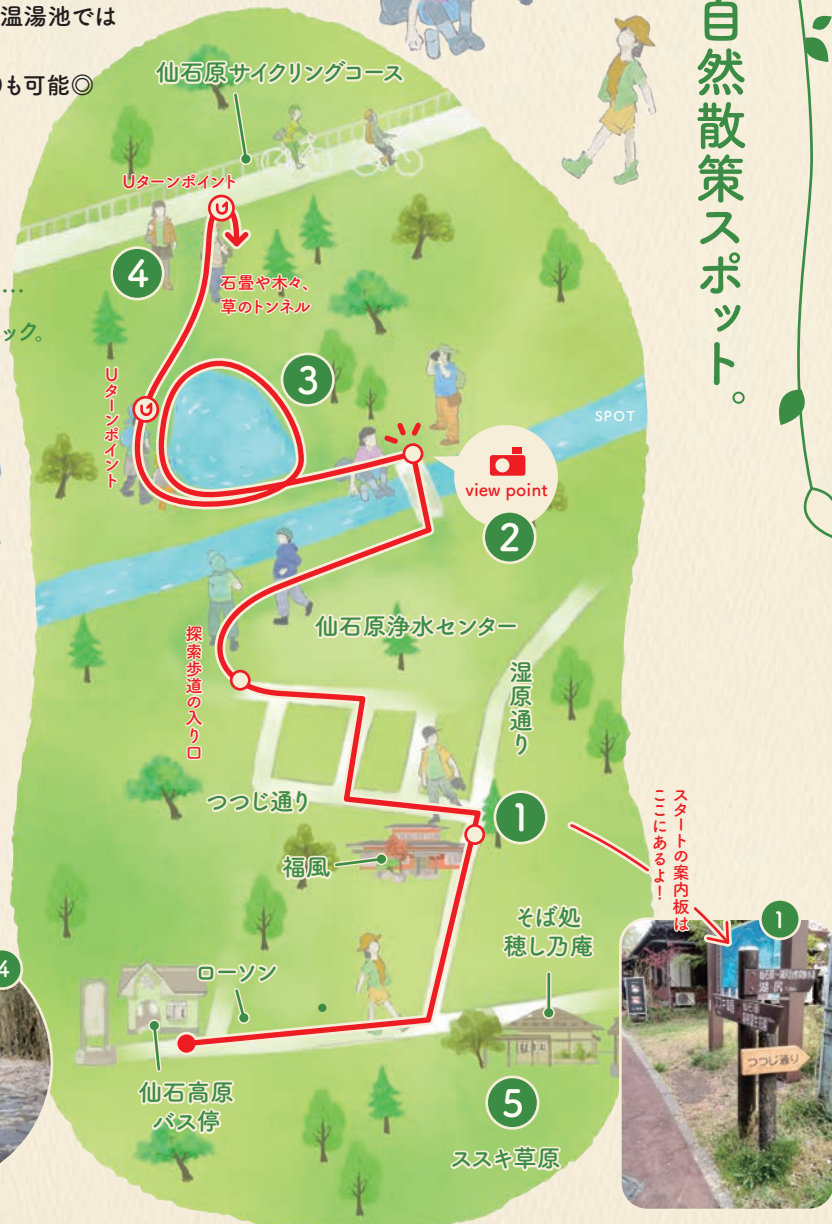 温湯池では
も可能◎
自然散策スポット。
仙石原サイクリングコース
Uターンポイント
4
石畳や木々、
草のトンネル
…
ック。
3
Uターンポイント
SPOT
view point
2
仙石原浄水センター
探索歩道の入り口
湿原通り
つつじ通り
1
スタートの案内板は
ここにあるよ！
福風
そば処
穂し乃庵
1
4
ローソン
つつじ通り
仙石高原
バス停
5
ススキ草原